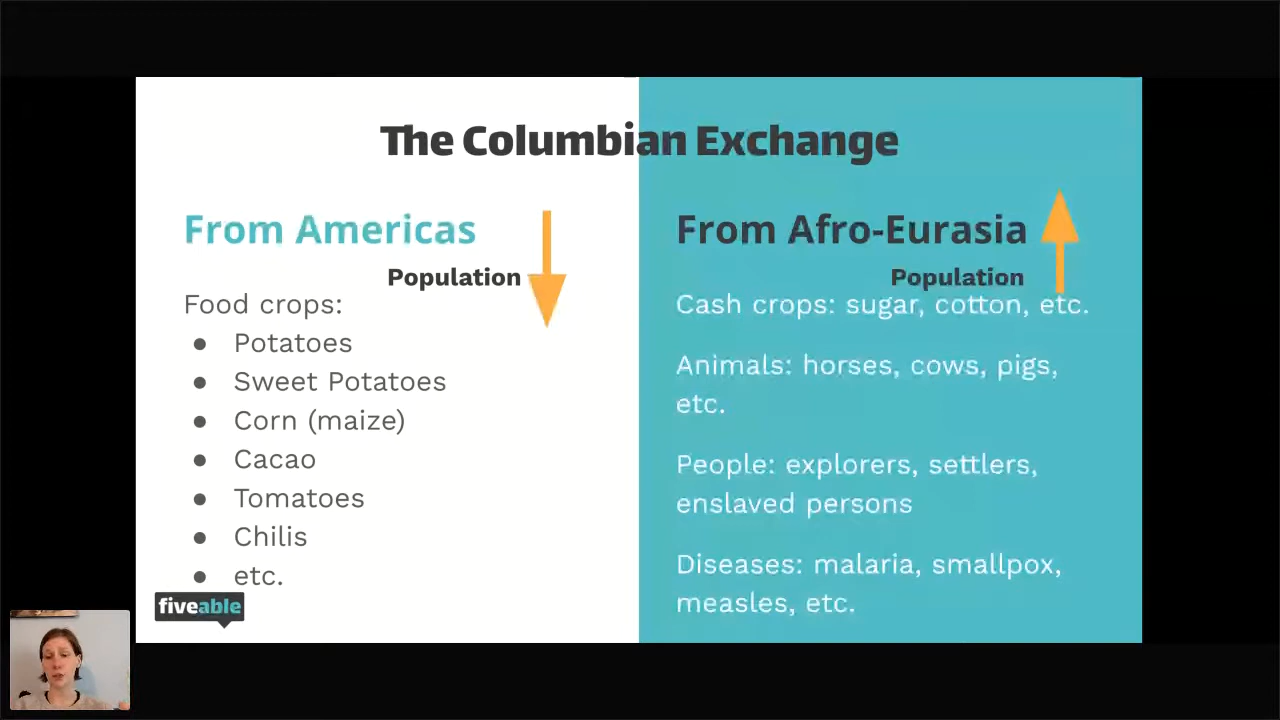 The Columbian Exchange
From Americas
Population
Food crops:
● Potatoes
● Sweet Potatoes
● Corn (maize)
● Cacao
● Tomatoes
● Chilis
● etc.
fiveable
From Afro-Eurasia
Population
Cash crops: sugar, cotton, etc.
Animals: horses, cows, pigs,
etc.
People: explorers, settlers,
enslaved persons
Diseases: malaria, smallpox,
measles, etc.